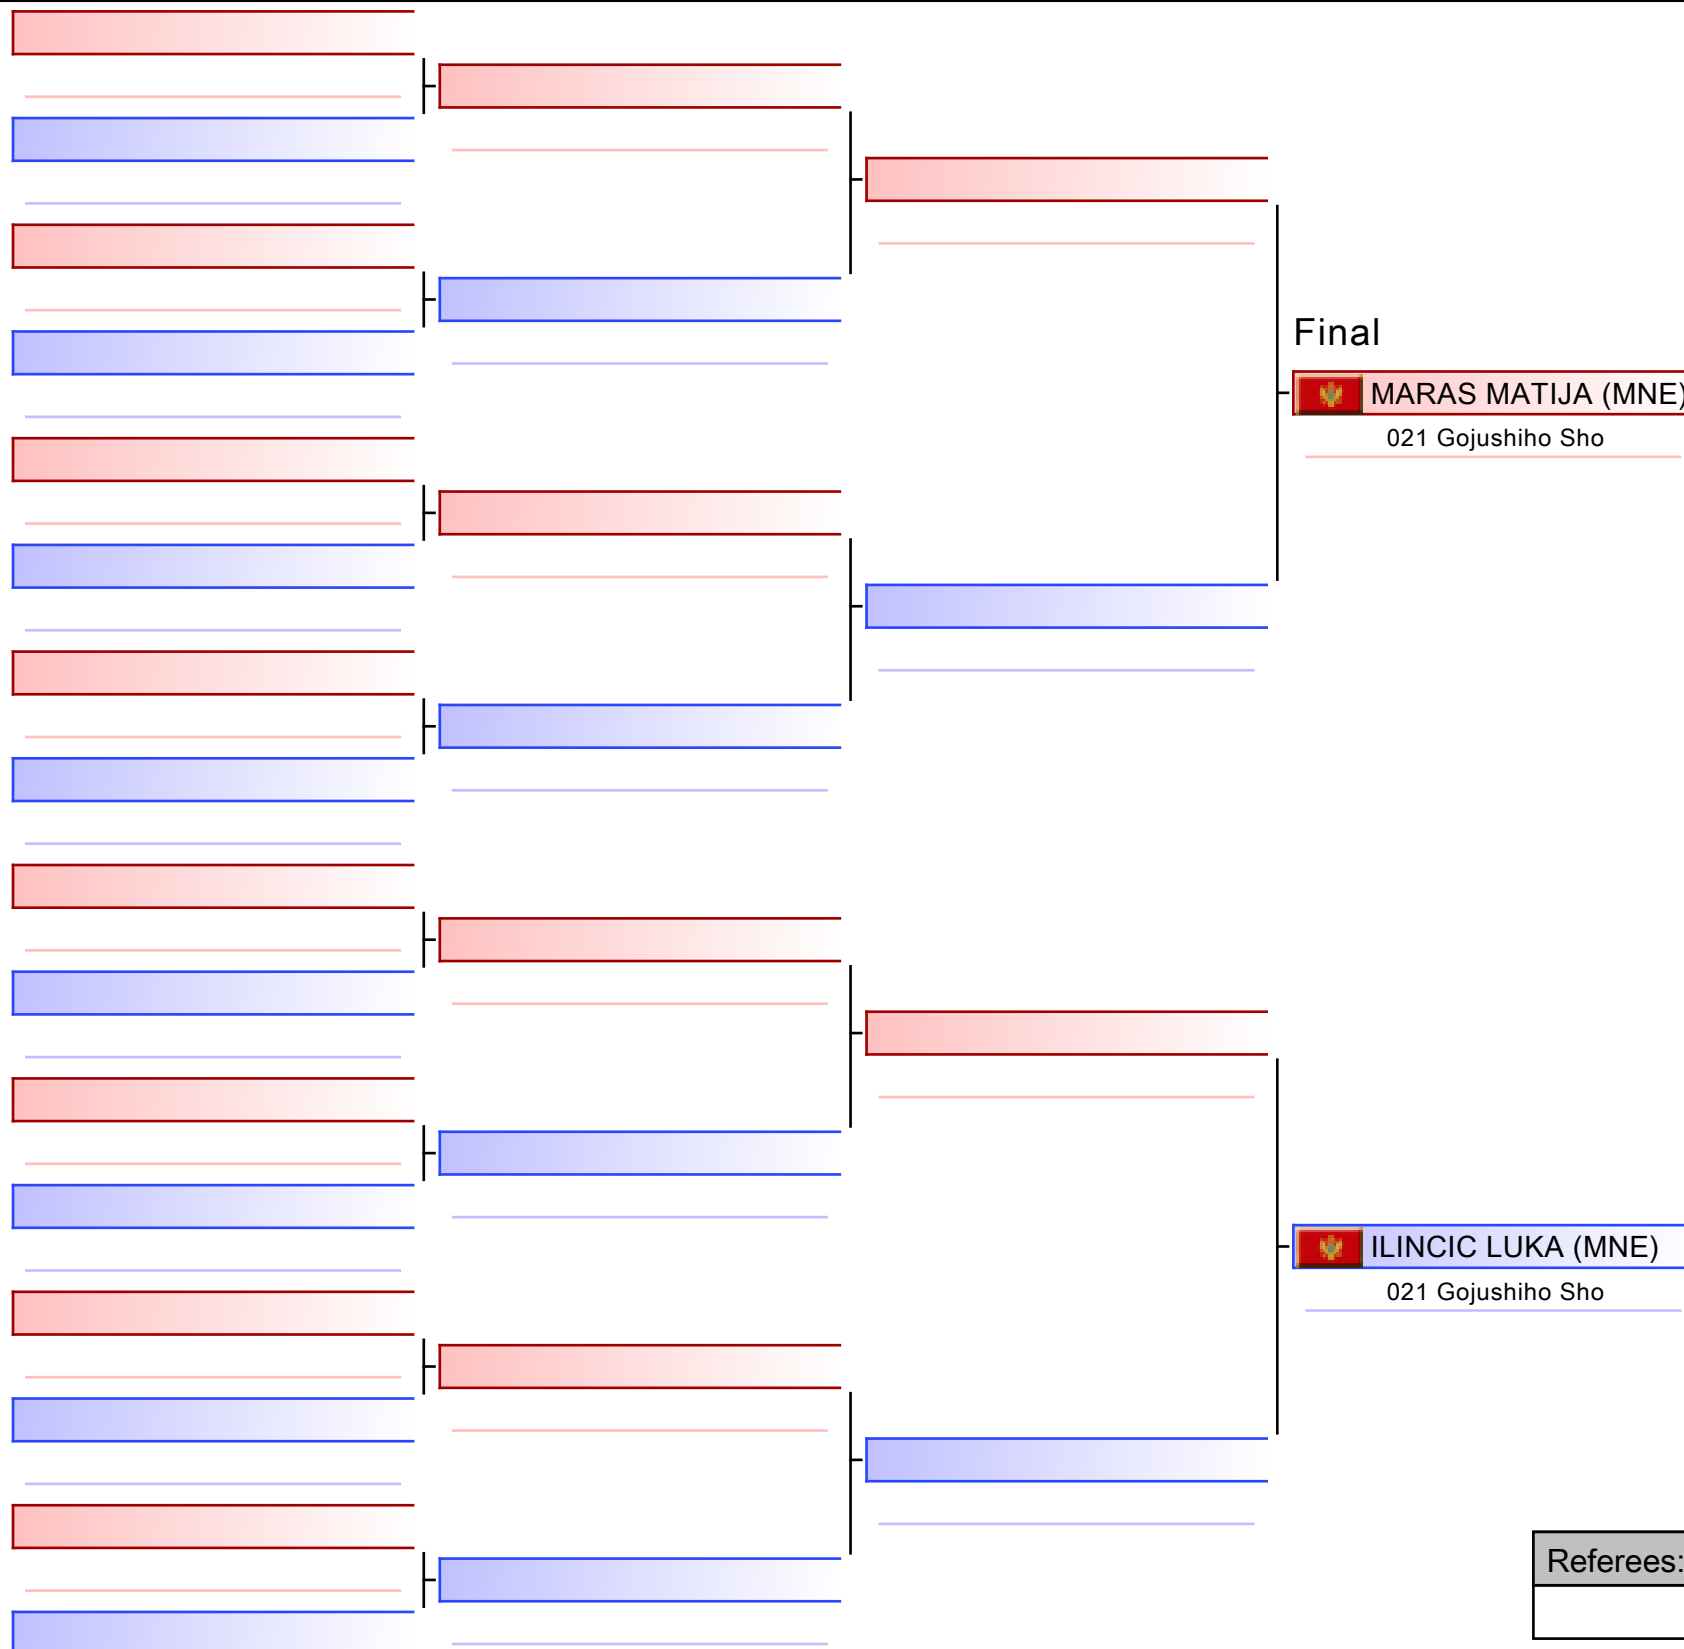 Final
MARAS MATIJA (MNE)
021 Gojushiho Sho
ILINCIC LUKA (MNE)
021 Gojushiho Sho
Referees: